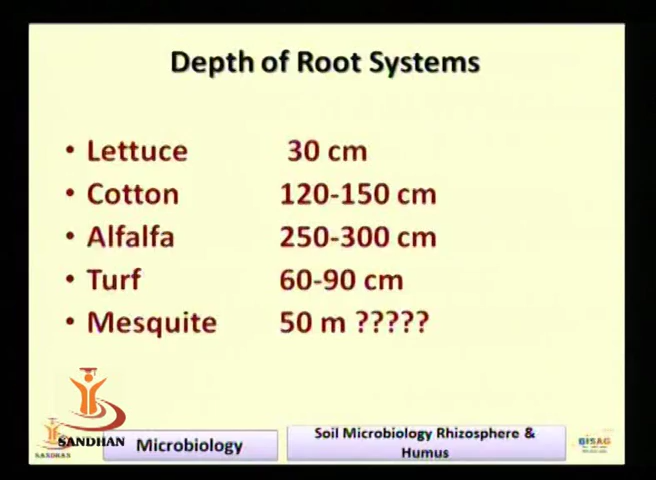 Depth of Root Systems
• Lettuce 30 cm
• Cotton 120-150 cm
• Alfalfa 250-300 cm
• Turf 60-90 cm
• Mesquite 50 m ?????
SANDHAN
SANDHAN
Microbiology
Soil Microbiology Rhizosphere &
Humus
BISAG